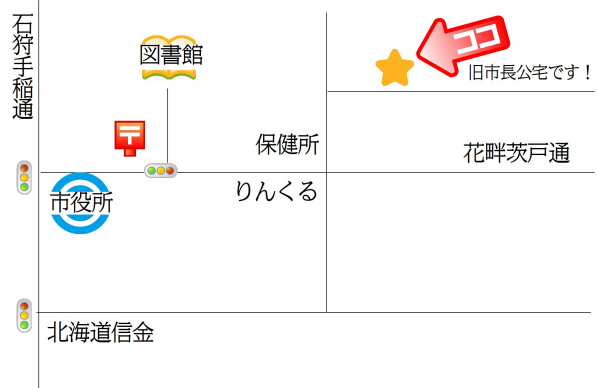 石狩手稲通
図書館
ココ
旧市長公宅です！
〒
保健所
花畔茨戸通
市役所
りんくる
北海道信金